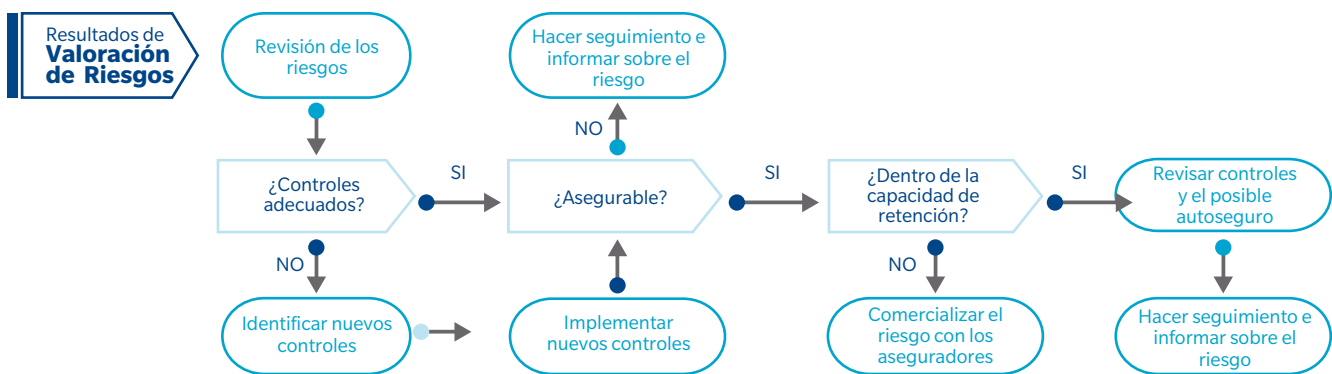 Resultados de
Valoración
de Riesgos
Revisión de los
riesgos
Hacer seguimiento e
informar sobre el
riesgo
NO
¿Controles
adecuados?
SI
¿Asegurable?
SI
¿Dentro de la
capacidad de
retención?
SI
Revisar controles
y el posible
autoseguro
NO
NO
Identificar nuevos
controles
Implementar
nuevos controles
Comercializar el
riesgo con los
aseguradores
Hacer seguimiento e
informar sobre el
riesgo